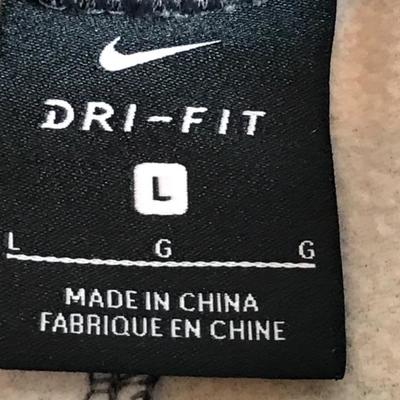 DRI-FIT
L
L G G
MADE IN CHINA
FABRIQUE EN CHINE